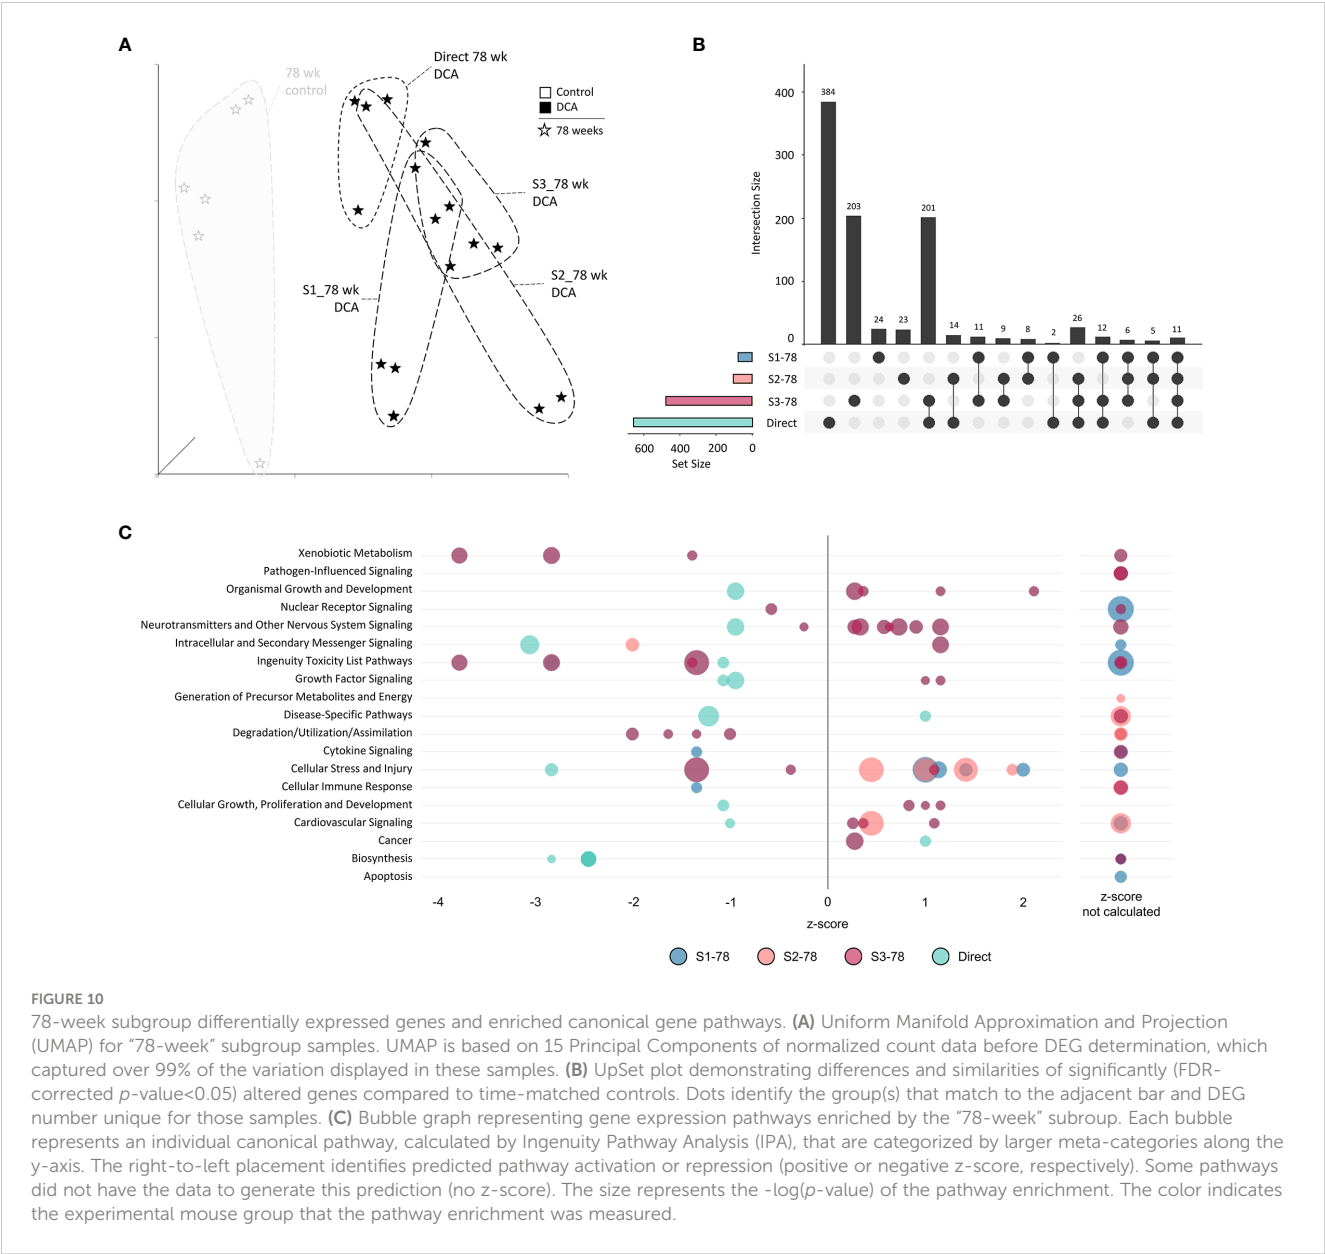 A
78 wk
control
Direct 78 wk
DCA
Control
DCA
78 weeks
S3_78 wk
DCA
S2_78 wk
DCA
S1_78 wk
DCA
B
Intersection Size
400
300
200
100
0
384
203
24
23
201
14
11
9
8
2
26
12
6
5
11
S1-78
S2-78
S3-78
Direct
600 400 200 0
Set Size
C
Xenobiotic Metabolism
Pathogen-Influenced Signaling
Organismal Growth and Development
Nuclear Receptor Signaling
Neurotransmitters and Other Nervous System Signaling
Intracellular and Secondary Messenger Signaling
Ingenuity Toxicity List Pathways
Growth Factor Signaling
Generation of Precursor Metabolites and Energy
Disease-Specific Pathways
Degradation/Utilization/Assimilation
Cytokine Signaling
Cellular Stress and Injury
Cellular Immune Response
Cellular Growth, Proliferation and Development
Cardiovascular Signaling
Cancer
Biosynthesis
Apoptosis
-4 -3 -2 -1 0 1 2
z-score
z-score
not calculated
S1-78 S2-78 S3-78 Direct
FIGURE 10
78-week subgroup differentially expressed genes and enriched canonical gene pathways. (A) Uniform Manifold Approximation and Projection
(UMAP) for “78-week” subgroup samples. UMAP is based on 15 Principal Components of normalized count data before DEG determination, which
captured over 99% of the variation displayed in these samples. (B) UpSet plot demonstrating differences and similarities of significantly (FDR-
corrected p-value<0.05) altered genes compared to time-matched controls. Dots identify the group(s) that match to the adjacent bar and DEG
number unique for those samples. (C) Bubble graph representing gene expression pathways enriched by the “78-week” subroup. Each bubble
represents an individual canonical pathway, calculated by Ingenuity Pathway Analysis (IPA), that are categorized by larger meta-categories along the
y-axis. The right-to-left placement identifies predicted pathway activation or repression (positive or negative z-score, respectively). Some pathways
did not have the data to generate this prediction (no z-score). The size represents the -log(p-value) of the pathway enrichment. The color indicates
the experimental mouse group that the pathway enrichment was measured.